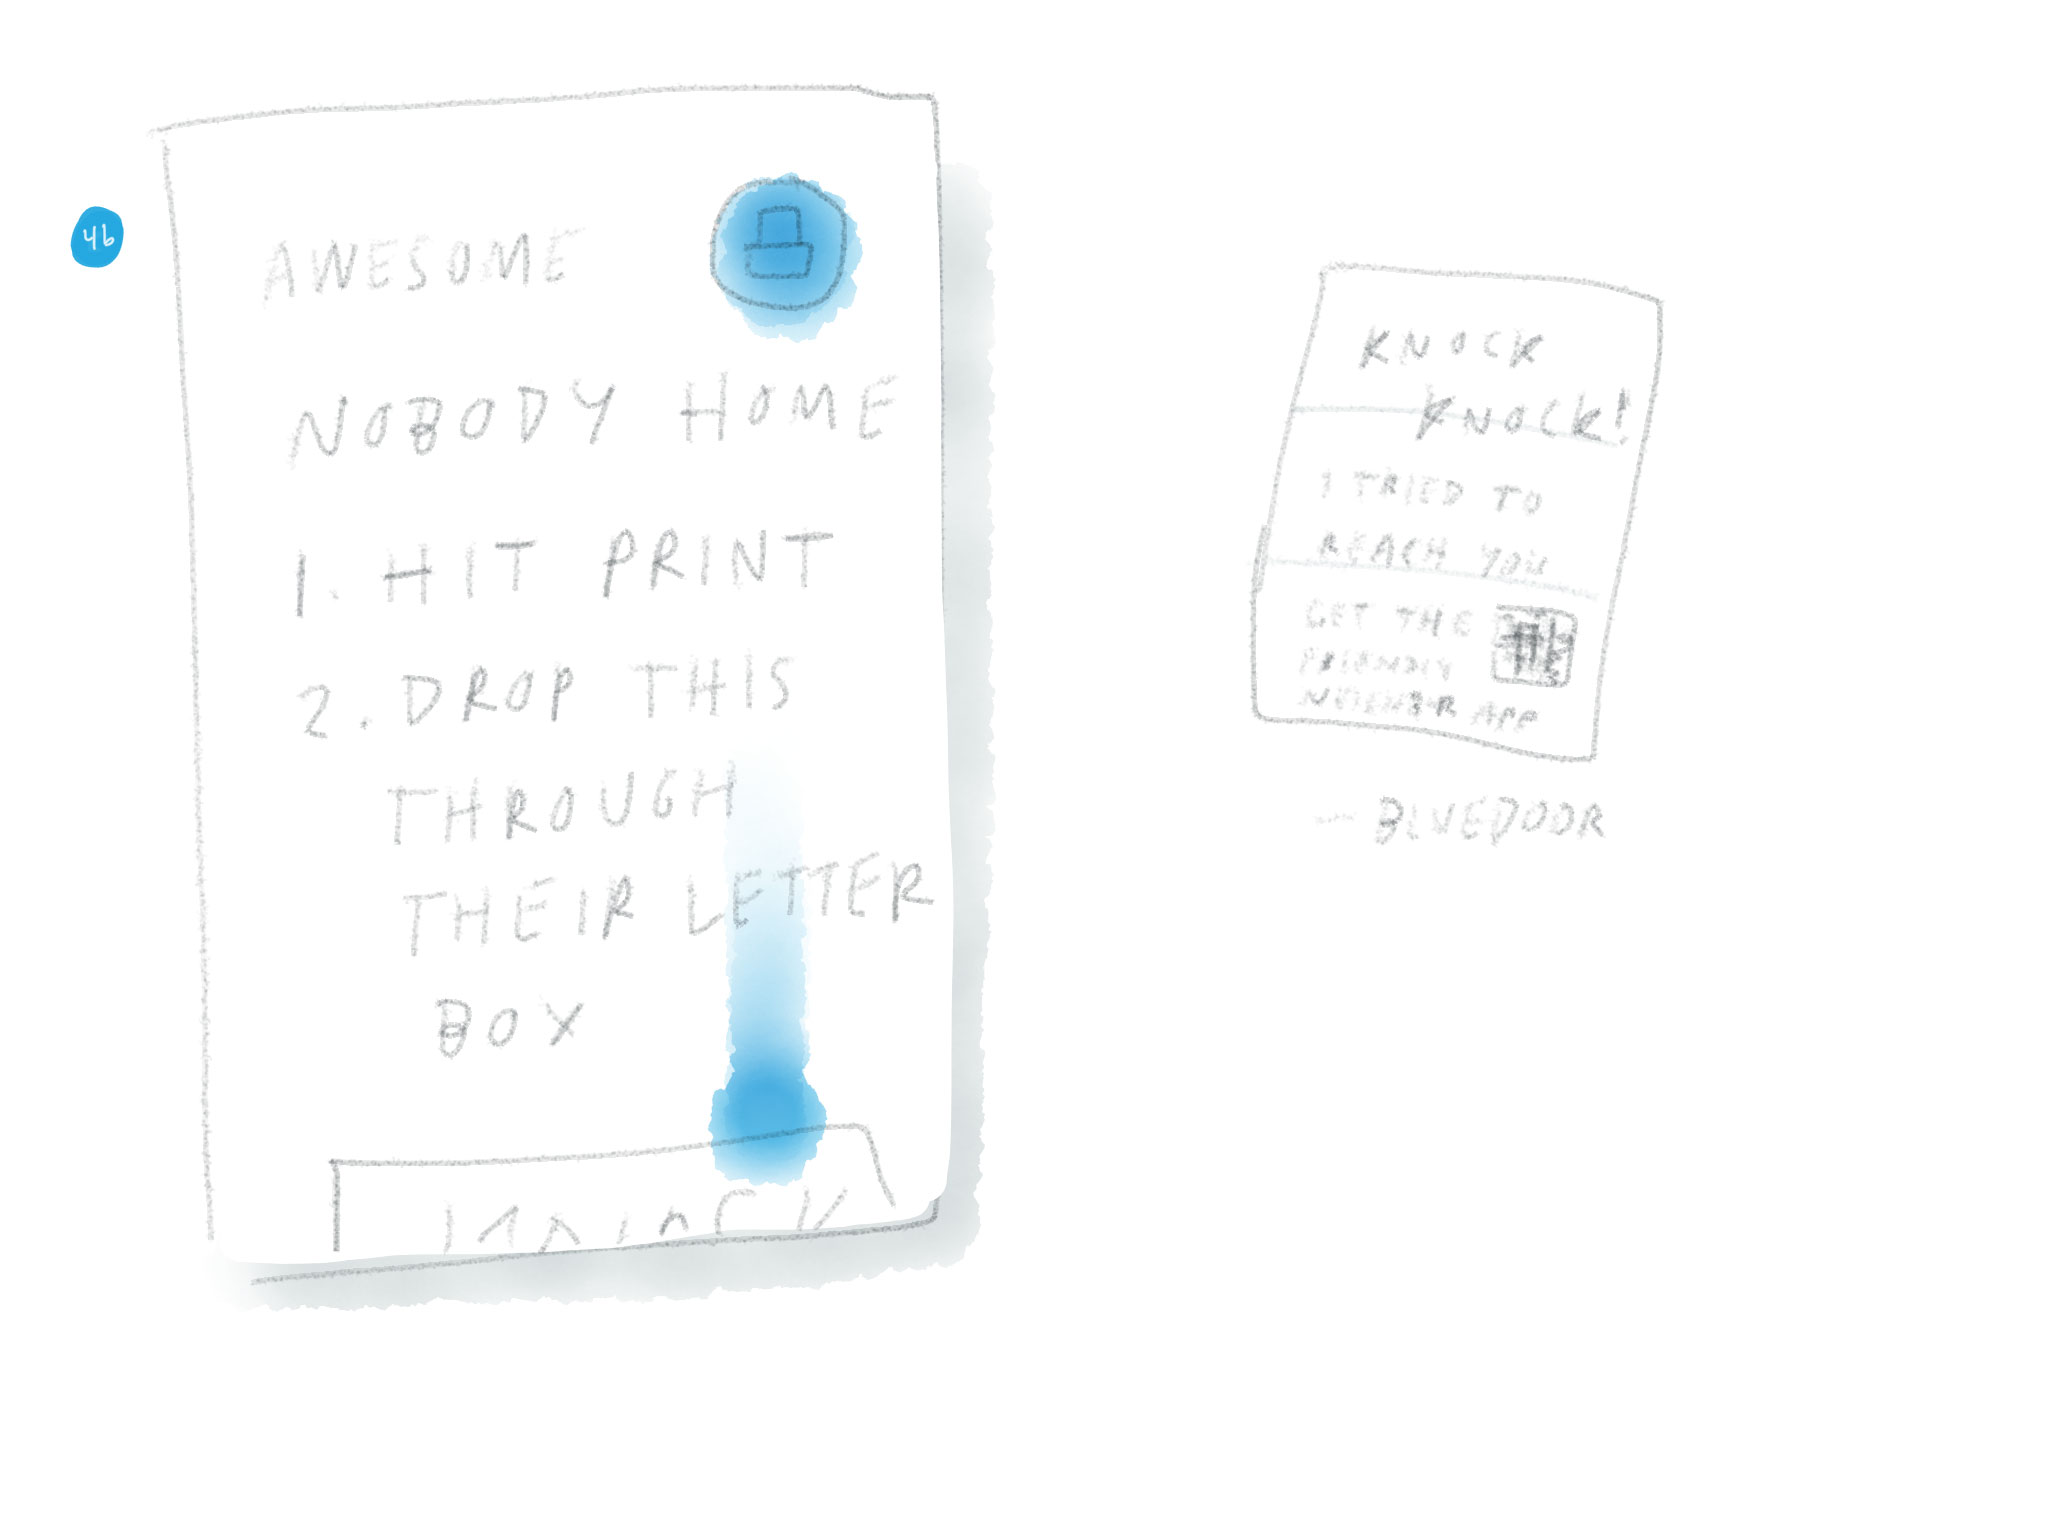 46
AWESOME
NOBODY HOME
1. HIT PRINT
2. DROP THIS
THROUGH
THEIR LETTER
BOX
KNOCK
KNOCK!
I TRIED TO
REACH YOU
GET THE
FRIENDLY
NEIGHBOR APP
— BLUEDOOR